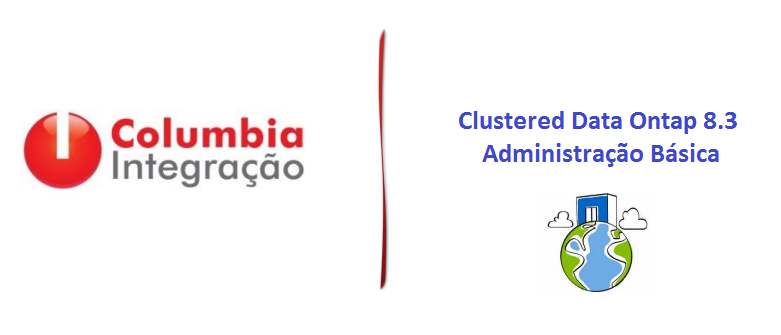 Columbia
Integração
Clustered Data Ontap 8.3
Administração Básica